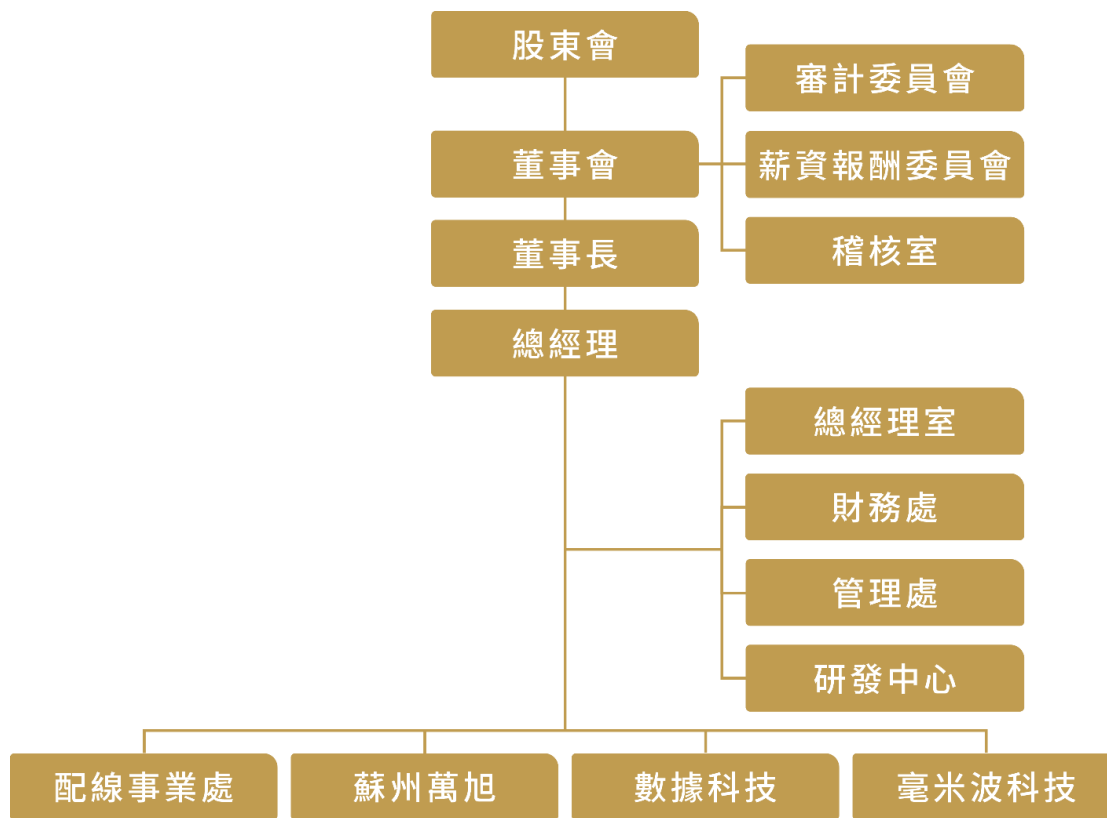 股東會
審計委員會
董事會
薪資報酬委員會
董事長
稽核室
總經理
總經理室
財務處
管理處
研發中心
配線事業處
蘇州萬旭
數據科技
毫米波科技